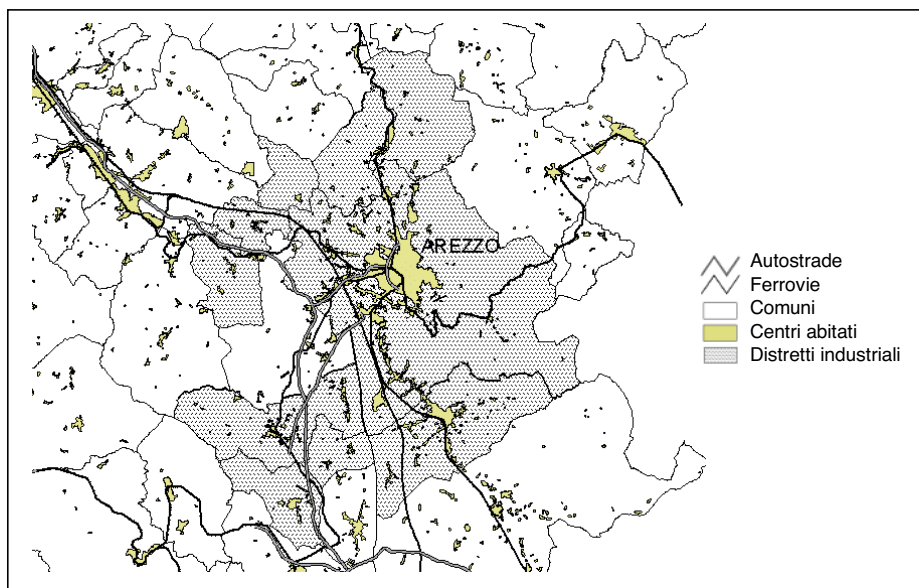 AREZZO
Autostrade
Ferrovie
Comuni
Centri abitati
Distretti industriali